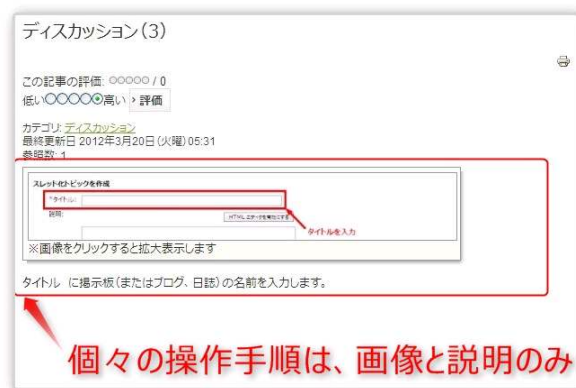 ディスカッション（3）
この記事の評価: ○○○○○ / 0
低い○○○○◉高い › 評価
カテゴリ: ディスカッション
最終更新日 2012年3月20日（火曜）05:31
参照数: 1
スレット化トピックを作成
*タイトル:
説明:
HTML エディタを有効にする
タイトルを入力
※画像をクリックすると拡大表示します
タイトル に掲示板（またはブログ、日誌）の名前を入力します。
個々の操作手順は、画像と説明のみ